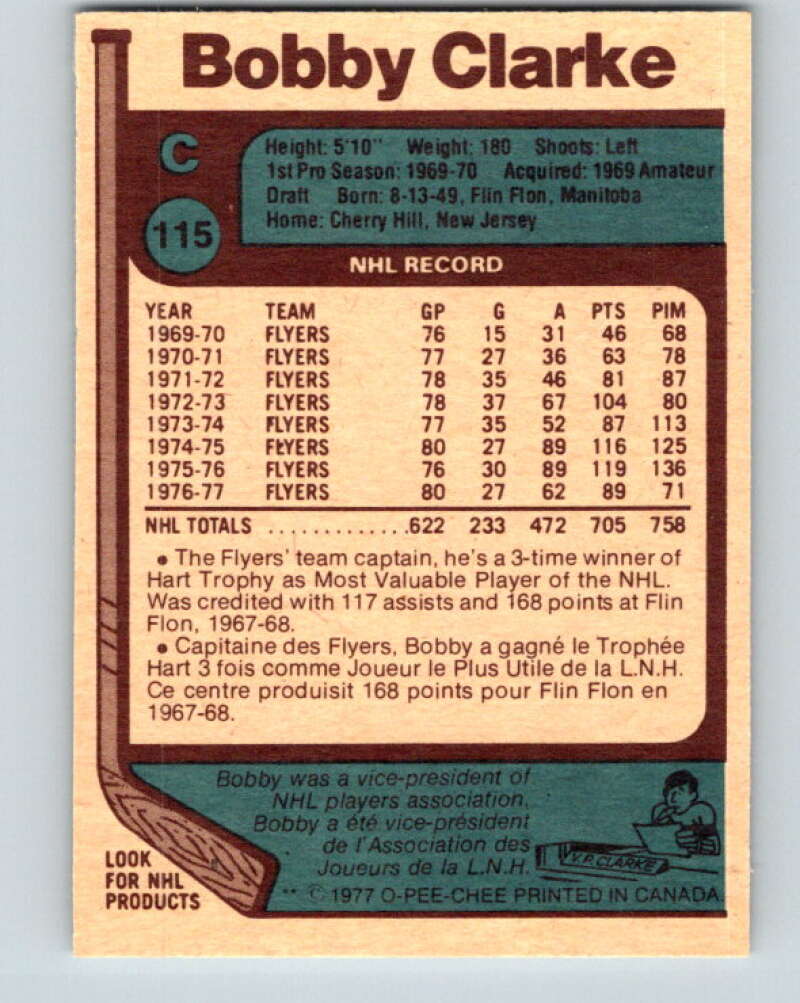 Bobby Clarke
C
Height: 5'10" Weight: 180 Shoots: Left
1st Pro Season: 1969-70 Acquired: 1969 Amateur
Draft Born: 8-13-49, Flin Flon, Manitoba
Home: Cherry Hill, New Jersey
115
NHL RECORD
YEAR TEAM GP G A PTS PIM
1969-70 FLYERS 76 15 31 46 68
1970-71 FLYERS 77 27 36 63 78
1971-72 FLYERS 78 35 46 81 87
1972-73 FLYERS 78 37 67 104 80
1973-74 FLYERS 77 35 52 87 113
1974-75 FLYERS 80 27 89 116 125
1975-76 FLYERS 76 30 89 119 136
1976-77 FLYERS 80 27 62 89 71
NHL TOTALS .............622 233 472 705 758
• The Flyers' team captain, he's a 3-time winner of
Hart Trophy as Most Valuable Player of the NHL.
Was credited with 117 assists and 168 points at Flin
Flon, 1967-68.
• Capitaine des Flyers, Bobby a gagné le Trophée
Hart 3 fois comme Joueur le Plus Utile de la L.N.H.
Ce centre produisit 168 points pour Flin Flon en
1967-68.
Bobby was a vice-president of
NHL players association.
Bobby a été vice-président
de l'Association des
Joueurs de la L.N.H.
V.P. CLARKE
LOOK
FOR NHL
PRODUCTS
** © 1977 O-PEE-CHEE PRINTED IN CANADA